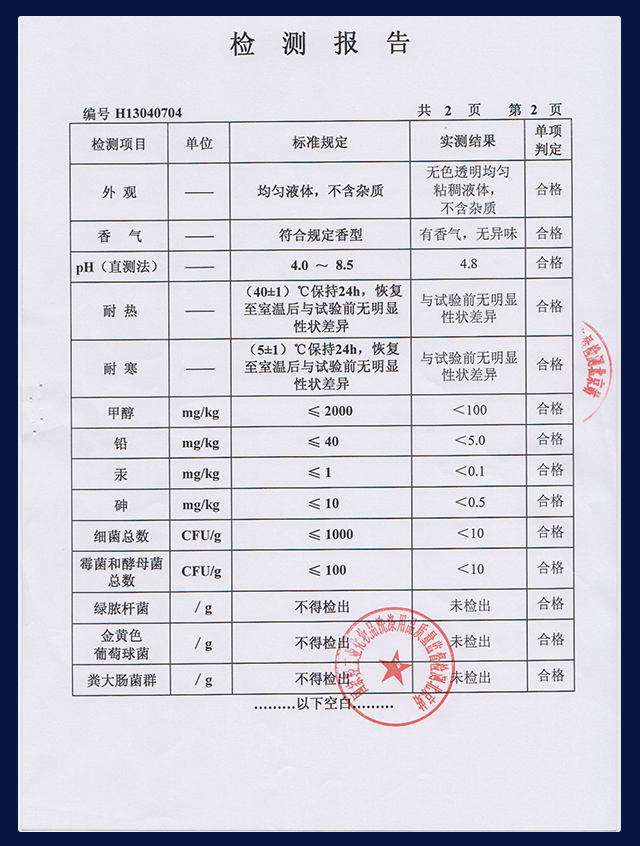 检 测 报 告
编号 H13040704 共 2 页 第 2 页
检测项目 单位 标准规定 实测结果 单项
判定
外 观 —— 均匀液体，不含杂质 无色透明均匀
粘稠液体，
不含杂质 合格
香 气 —— 符合规定香型 有香气，无异味 合格
pH（直测法） —— 4.0 ～ 8.5 4.8 合格
耐 热 —— （40±1）℃保持24h，恢复
至室温后与试验前无明显
性状差异 与试验前无明显
性状差异 合格
耐 寒 —— （5±1）℃保持24h，恢复
至室温后与试验前无明显
性状差异 与试验前无明显
性状差异 合格
甲醇 mg/kg ≤ 2000 ＜100 合格
铅 mg/kg ≤ 40 ＜5.0 合格
汞 mg/kg ≤ 1 ＜0.1 合格
砷 mg/kg ≤ 10 ＜0.5 合格
细菌总数 CFU/g ≤ 1000 ＜10 合格
霉菌和酵母菌
总数 CFU/g ≤ 100 ＜10 合格
绿脓杆菌 / g 不得检出 未检出 合格
金黄色
葡萄球菌 / g 不得检出 未检出 合格
粪大肠菌群 / g 不得检出 未检出 合格
………以下空白………